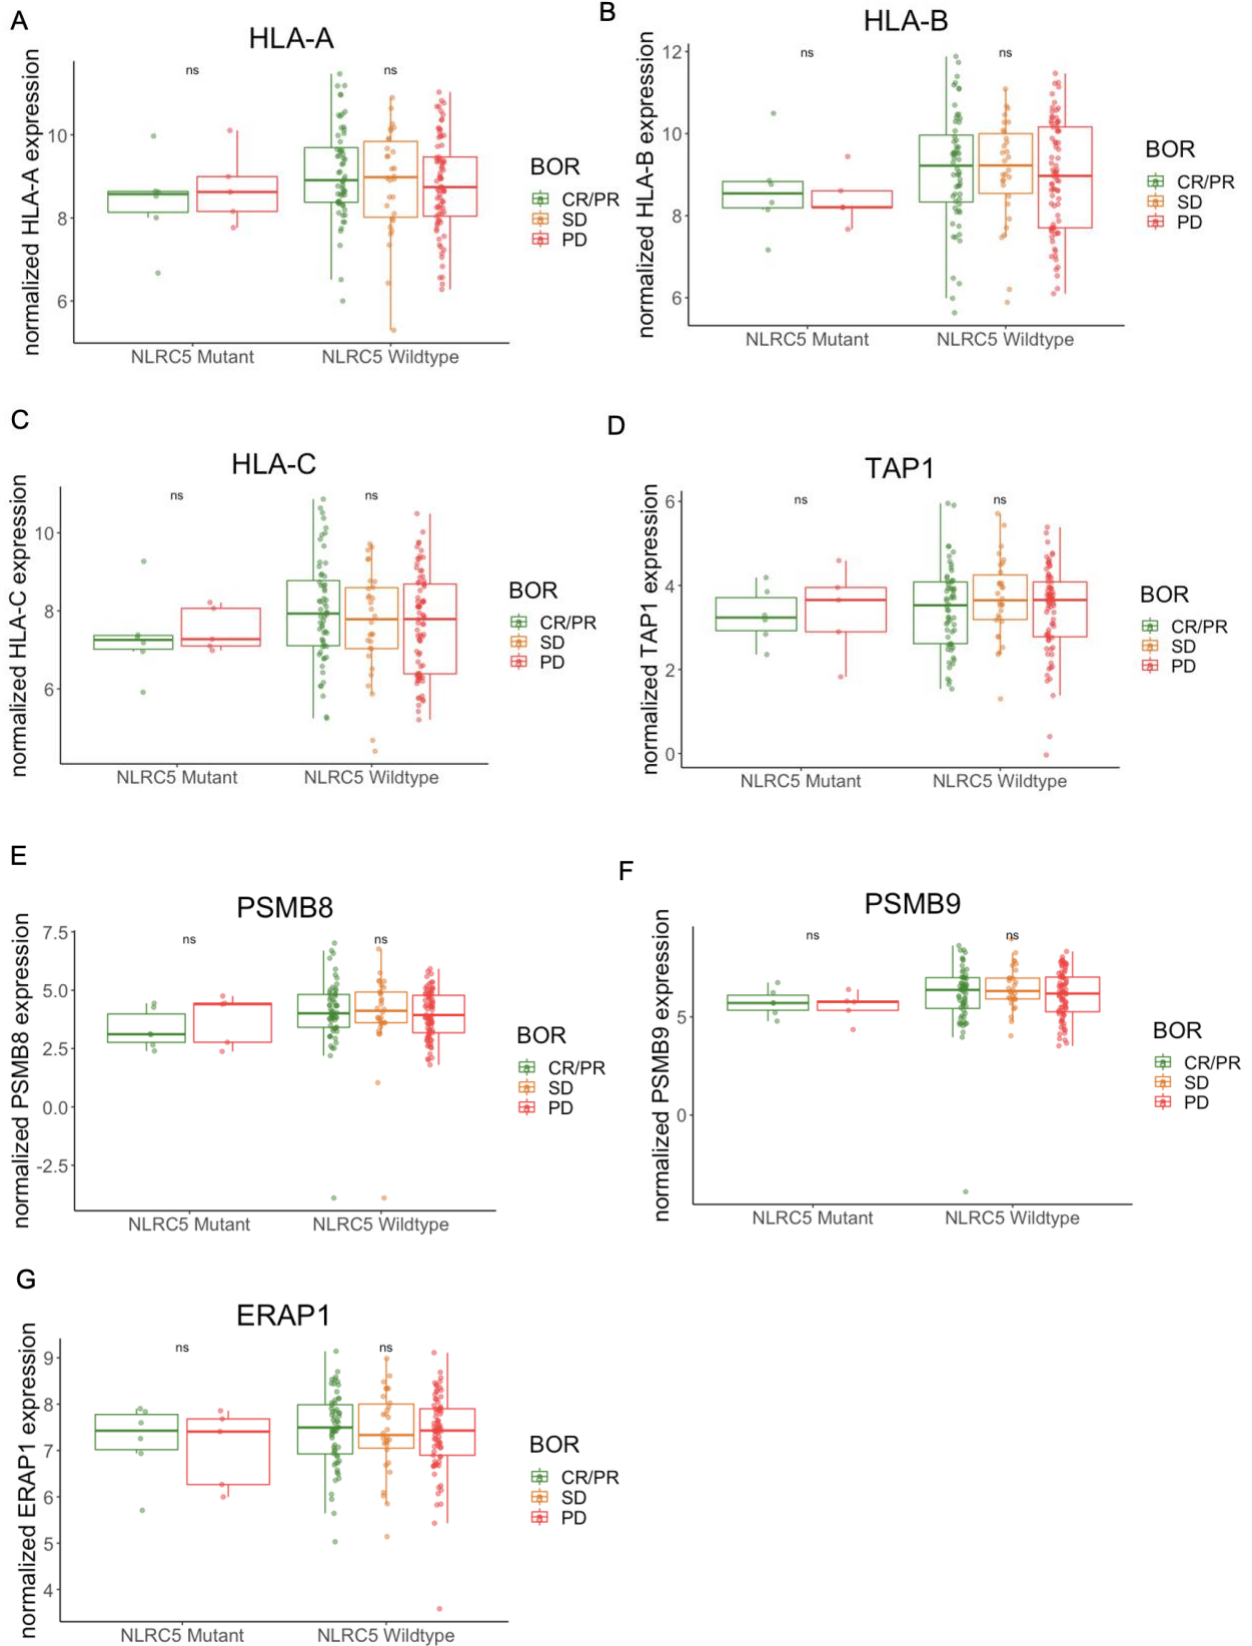 A
HLA-A
normalized HLA-A expression
10
8
6
ns
ns
NLRC5 Mutant
NLRC5 Wildtype
BOR
CR/PR
SD
PD
B
HLA-B
normalized HLA-B expression
12
10
8
6
ns
ns
NLRC5 Mutant
NLRC5 Wildtype
BOR
CR/PR
SD
PD
C
HLA-C
normalized HLA-C expression
10
8
6
ns
ns
NLRC5 Mutant
NLRC5 Wildtype
BOR
CR/PR
SD
PD
D
TAP1
normalized TAP1 expression
6
4
2
0
ns
ns
NLRC5 Mutant
NLRC5 Wildtype
BOR
CR/PR
SD
PD
E
PSMB8
normalized PSMB8 expression
7.5
5.0
2.5
0.0
-2.5
ns
ns
NLRC5 Mutant
NLRC5 Wildtype
BOR
CR/PR
SD
PD
F
PSMB9
normalized PSMB9 expression
5
0
ns
ns
NLRC5 Mutant
NLRC5 Wildtype
BOR
CR/PR
SD
PD
G
ERAP1
normalized ERAP1 expression
9
8
7
6
5
4
ns
ns
NLRC5 Mutant
NLRC5 Wildtype
BOR
CR/PR
SD
PD